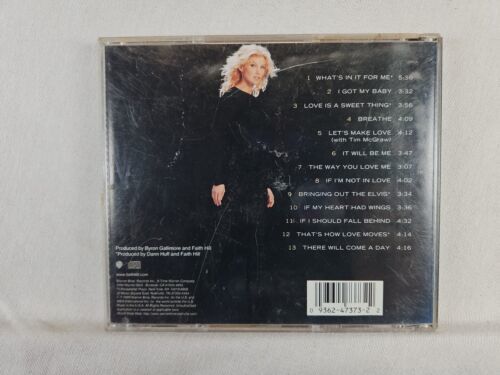 1 WHAT'S IN IT FOR ME* 5:36
2 I GOT MY BABY 3:32
3 LOVE IS A SWEET THING* 3:56
4 BREATHE 4:09
5 LET'S MAKE LOVE 4:12
(with Tim McGraw)
6 IT WILL BE ME 3:47
7 THE WAY YOU LOVE ME 3:07
8 IF I'M NOT IN LOVE 4:02
9 BRINGING OUT THE ELVIS* 3:34
10 IF MY HEART HAD WINGS 3:36
11 IF I SHOULD FALL BEHIND 4:32
12 THAT'S HOW LOVE MOVES* 4:14
13 THERE WILL COME A DAY 4:16
Produced by Byron Gallimore and Faith Hill
*Produced by Dann Huff and Faith Hill
www.faithhill.com
0 9362-47373-2 2